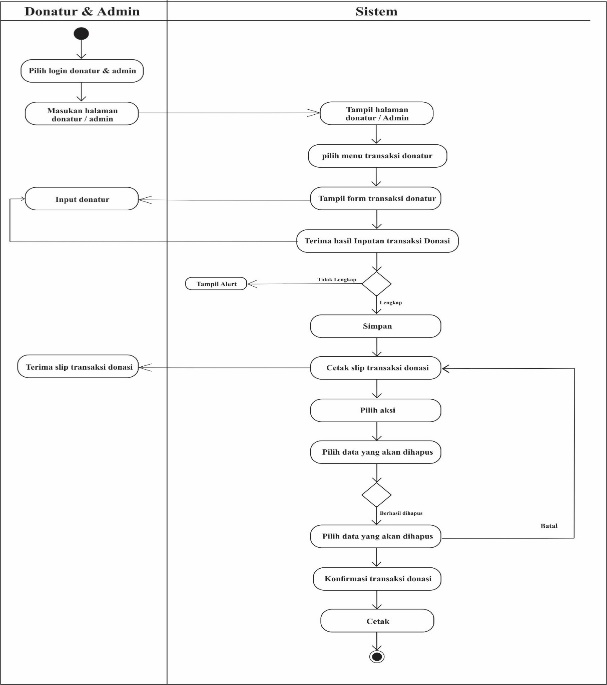 Donatur & Admin
Sistem
Pilih login donatur & admin
Masukan halaman
donatur / admin
Tampil halaman
donatur / Admin
pilih menu transaksi donatur
Input donatur
Tampil form transaksi donatur
Terima hasil Inputan transaksi Donasi
Tidak Lengkap
Tampil Alert
Lengkap
Simpan
Terima slip transaksi donasi
Cetak slip transaksi donasi
Pilih aksi
Pilih data yang akan dihapus
Berhasil dihapus
Batal
Pilih data yang akan dihapus
Konfirmasi transaksi donasi
Cetak